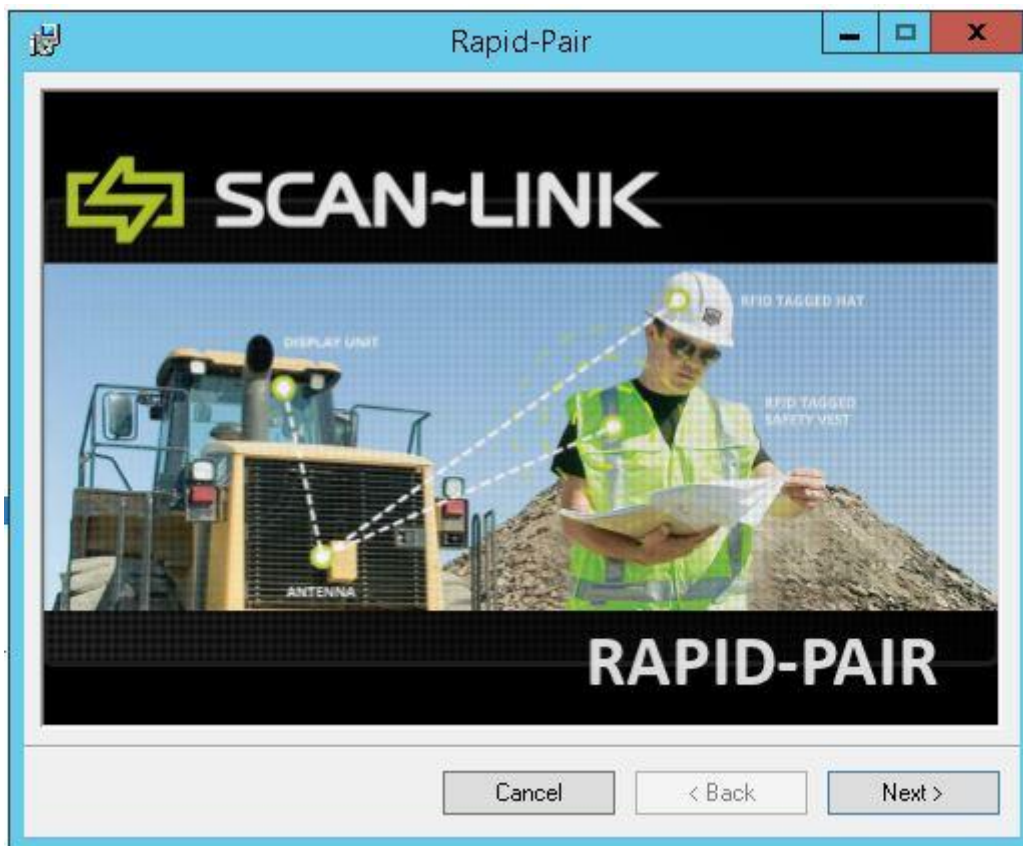 Rapid-Pair
SCAN~LINK
RFID TAGGED HAT
DISPLAY UNIT
RFID TAGGED
SAFETY VEST
ANTENNA
RAPID-PAIR
Cancel
< Back
Next >